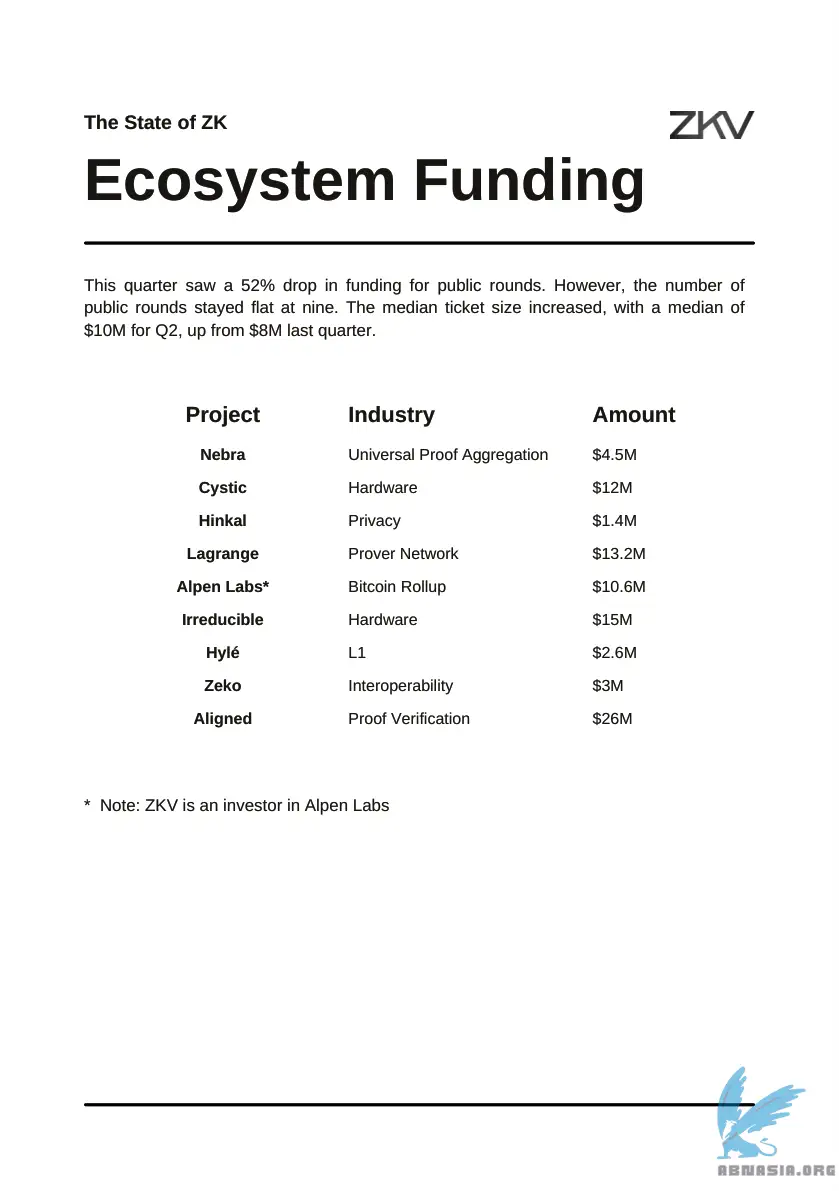 The State of ZK
ZKV
Ecosystem Funding
This quarter saw a 52% drop in funding for public rounds. However, the number of
public rounds stayed flat at nine. The median ticket size increased, with a median of
$10M for Q2, up from $8M last quarter.
Project Industry Amount
Nebra Universal Proof Aggregation $4.5M
Cystic Hardware $12M
Hinkal Privacy $1.4M
Lagrange Prover Network $13.2M
Alpen Labs* Bitcoin Rollup $10.6M
Irreducible Hardware $15M
Hylé L1 $2.6M
Zeko Interoperability $3M
Aligned Proof Verification $26M
* Note: ZKV is an investor in Alpen Labs
ABNASIA.ORG